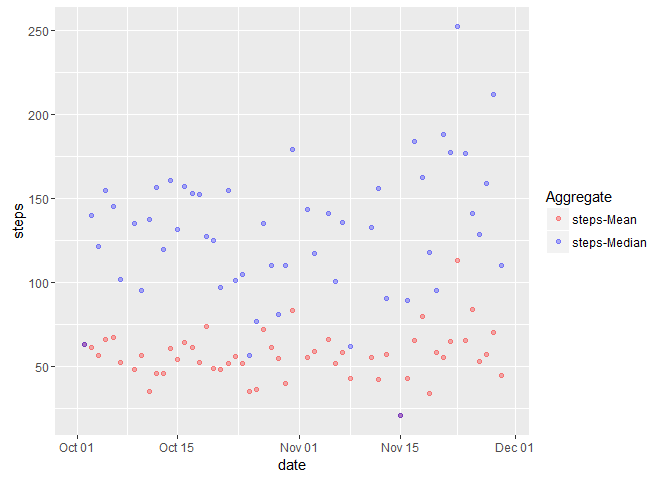 250
200
150
100
50
steps
Oct 01
Oct 15
Nov 01
Nov 15
Dec 01
date
Aggregate
steps-Mean
steps-Median